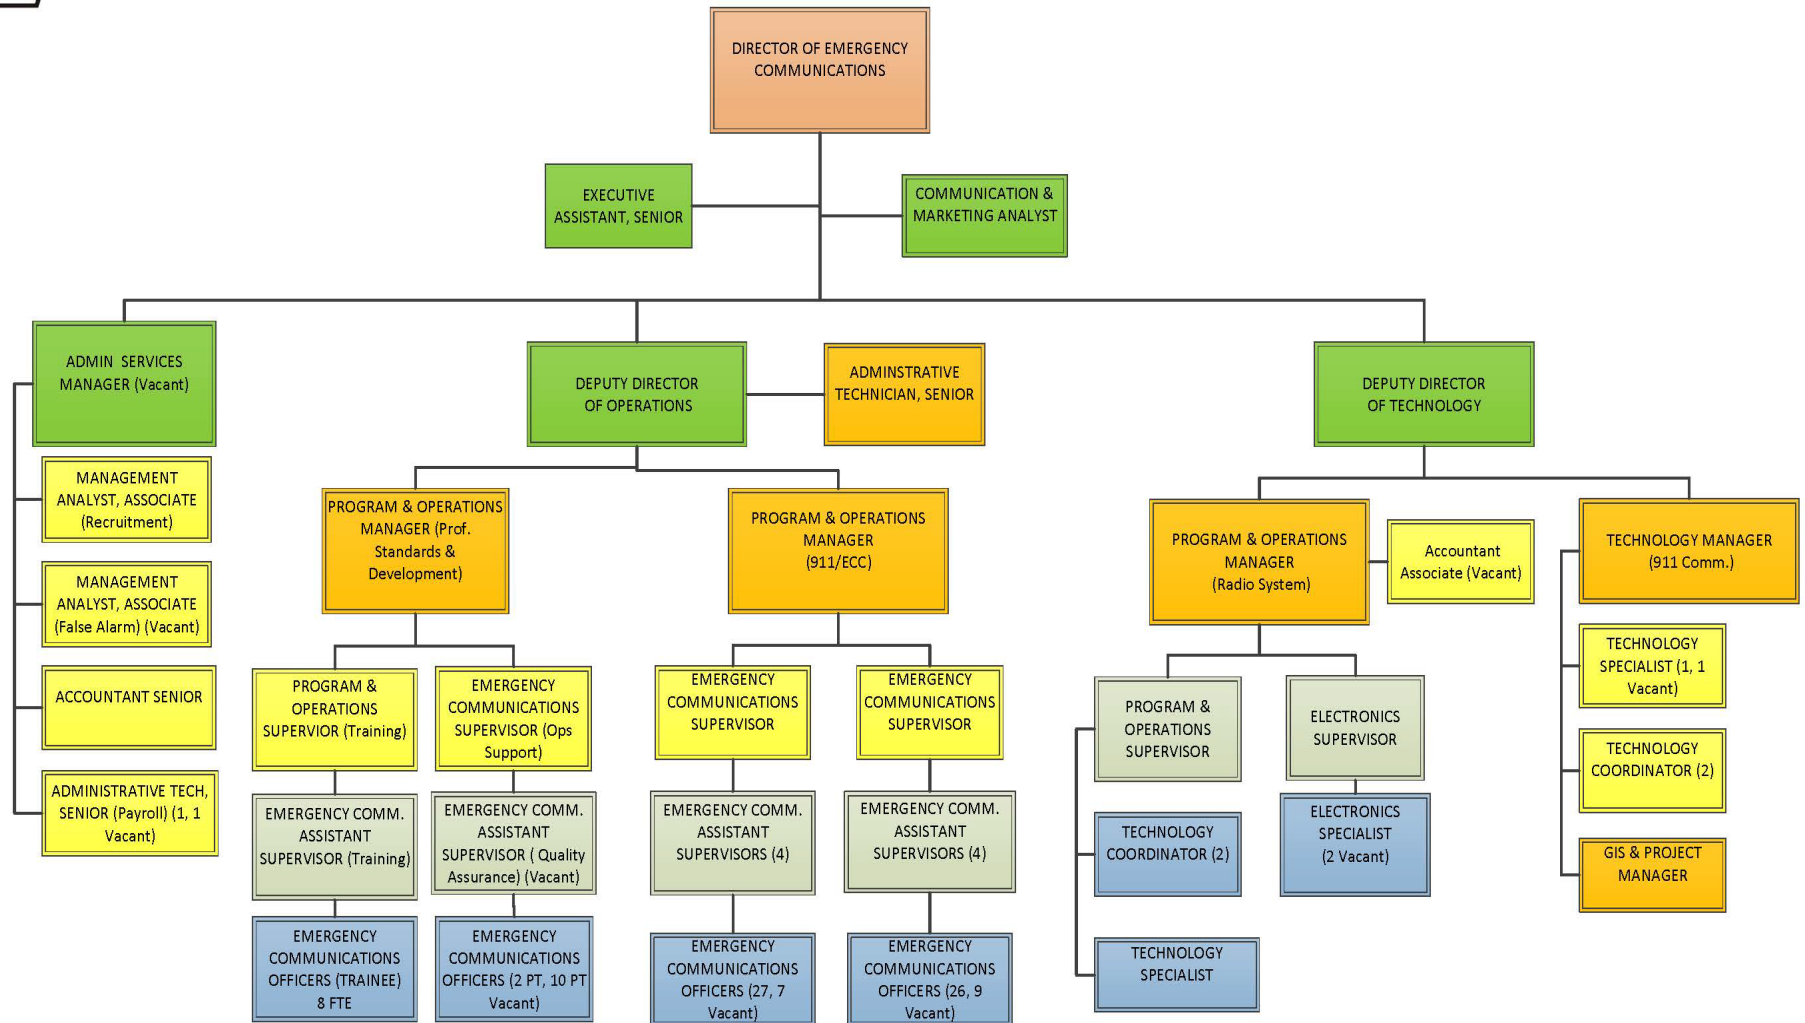 DIRECTOR OF EMERGENCY
COMMUNICATIONS
EXECUTIVE
ASSISTANT, SENIOR
COMMUNICATION &
MARKETING ANALYST
ADMIN SERVICES
MANAGER (Vacant)
DEPUTY DIRECTOR
OF OPERATIONS
ADMINSTRATIVE
TECHNICIAN, SENIOR
DEPUTY DIRECTOR
OF TECHNOLOGY
MANAGEMENT
ANALYST, ASSOCIATE
(Recruitment)
MANAGEMENT
ANALYST, ASSOCIATE
(False Alarm) (Vacant)
ACCOUNTANT SENIOR
ADMINISTRATIVE TECH,
SENIOR (Payroll) (1, 1
Vacant)
PROGRAM & OPERATIONS
MANAGER (Prof.
Standards &
Development)
PROGRAM & OPERATIONS
MANAGER
(911/ECC)
PROGRAM & OPERATIONS
MANAGER
(Radio System)
Accountant
Associate (Vacant)
TECHNOLOGY MANAGER
(911 Comm.)
PROGRAM &
OPERATIONS
SUPERVIOR (Training)
EMERGENCY
COMMUNICATIONS
SUPERVISOR (Ops
Support)
EMERGENCY
COMMUNICATIONS
SUPERVISOR
EMERGENCY
COMMUNICATIONS
SUPERVISOR
PROGRAM &
OPERATIONS
SUPERVISOR
ELECTRONICS
SUPERVISOR
TECHNOLOGY
SPECIALIST (1, 1
Vacant)
TECHNOLOGY
COORDINATOR (2)
GIS & PROJECT
MANAGER
EMERGENCY COMM.
ASSISTANT
SUPERVISOR (Training)
EMERGENCY COMM.
ASSISTANT
SUPERVISOR ( Quality
Assurance) (Vacant)
EMERGENCY COMM.
ASSISTANT
SUPERVISORS (4)
EMERGENCY COMM.
ASSISTANT
SUPERVISORS (4)
TECHNOLOGY
COORDINATOR (2)
ELECTRONICS
SPECIALIST
(2 Vacant)
EMERGENCY
COMMUNICATIONS
OFFICERS (TRAINEE)
8 FTE
EMERGENCY
COMMUNICATIONS
OFFICERS (2 PT, 10 PT
Vacant)
EMERGENCY
COMMUNICATIONS
OFFICERS (27, 7
Vacant)
EMERGENCY
COMMUNICATIONS
OFFICERS (26, 9
Vacant)
TECHNOLOGY
SPECIALIST